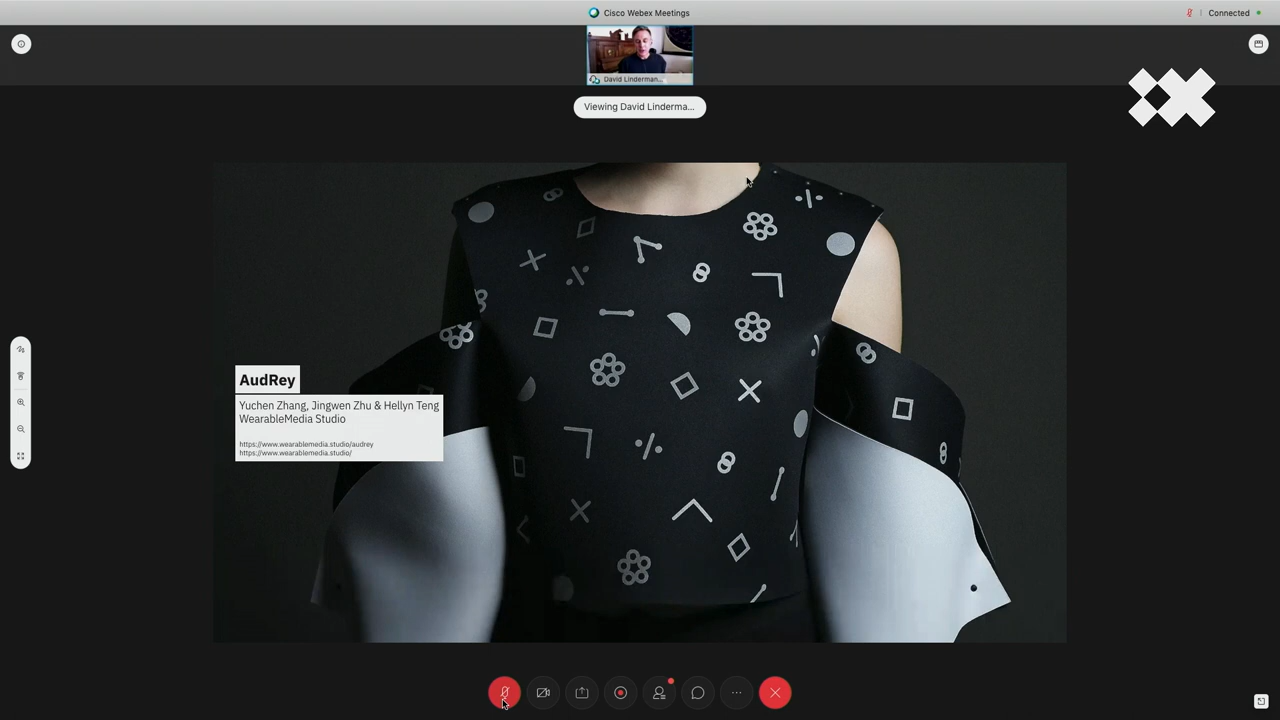 Cisco Webex Meetings
Connected
David Linderman...
Viewing David Linderma...
AudRey
Yuchen Zhang, Jingwen Zhu & Hellyn Teng
WearableMedia Studio
https://www.wearablemedia.studio/audrey
https://www.wearablemedia.studio/